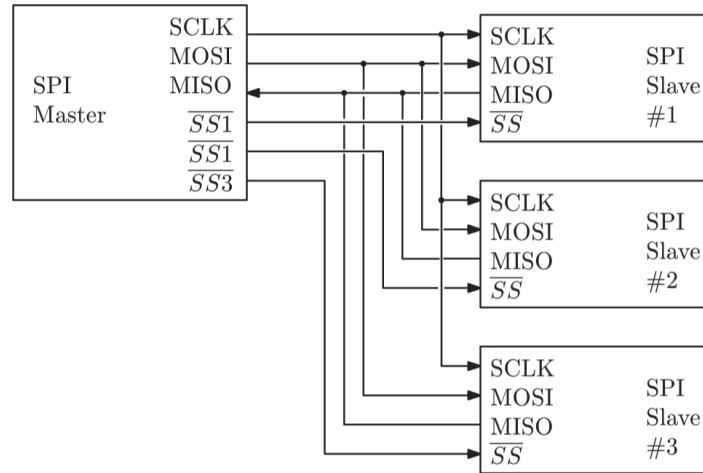 SPI
Master
SCLK
MOSI
MISO
SS1
SS1
SS3
SCLK
MOSI
MISO
SS
SPI
Slave
#1
SCLK
MOSI
MISO
SS
SPI
Slave
#2
SCLK
MOSI
MISO
SS
SPI
Slave
#3